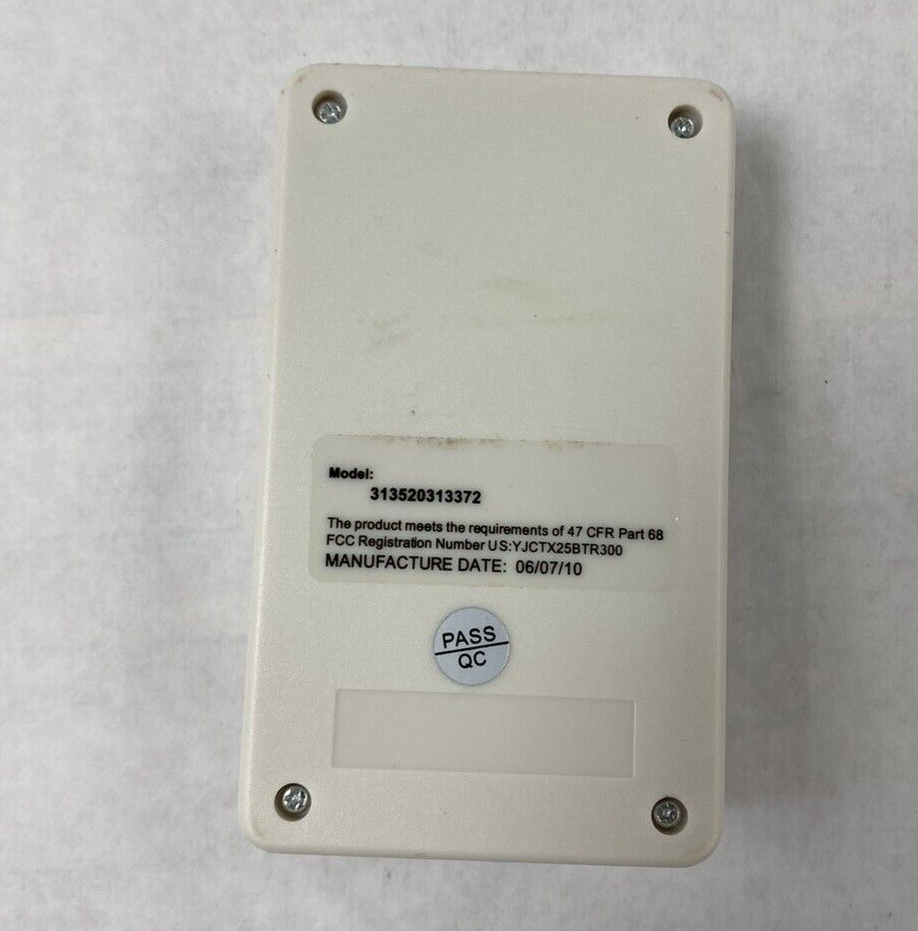 Model:
313520313372
The product meets the requirements of 47 CFR Part 68
FCC Registration Number US:YJCTX25BTR300
MANUFACTURE DATE: 06/07/10
PASS
QC